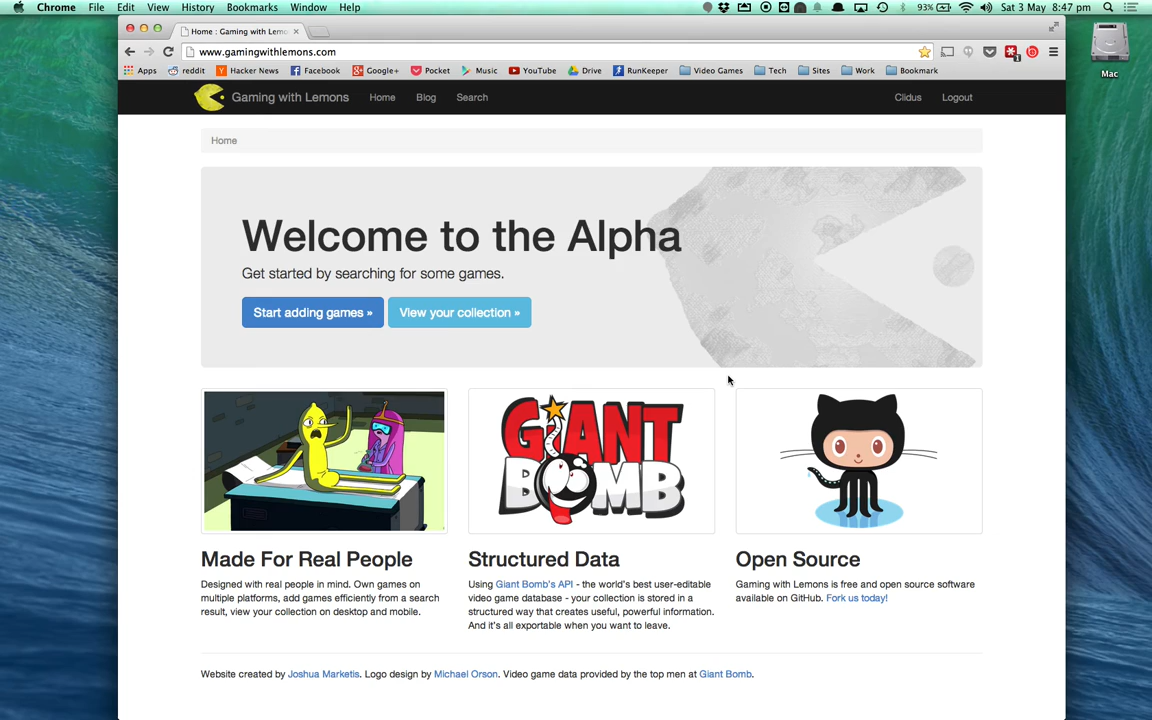 Chrome File Edit View History Bookmarks Window Help
93% Sat 3 May 8:47 pm
Home : Gaming with Lemo
www.gamingwithlemons.com
Apps reddit Hacker News Facebook Google+ Pocket Music YouTube Drive RunKeeper Video Games Tech Sites Work Bookmark
Mac
Gaming with Lemons Home Blog Search Clidus Logout
Home
Welcome to the Alpha
Get started by searching for some games.
Start adding games » View your collection »
GIANT
BOMB
Made For Real People
Designed with real people in mind. Own games on
multiple platforms, add games efficiently from a search
result, view your collection on desktop and mobile.
Structured Data
Using Giant Bomb's API - the world's best user-editable
video game database - your collection is stored in a
structured way that creates useful, powerful information.
And it's all exportable when you want to leave.
Open Source
Gaming with Lemons is free and open source software
available on GitHub. Fork us today!
Website created by Joshua Marketis. Logo design by Michael Orson. Video game data provided by the top men at Giant Bomb.